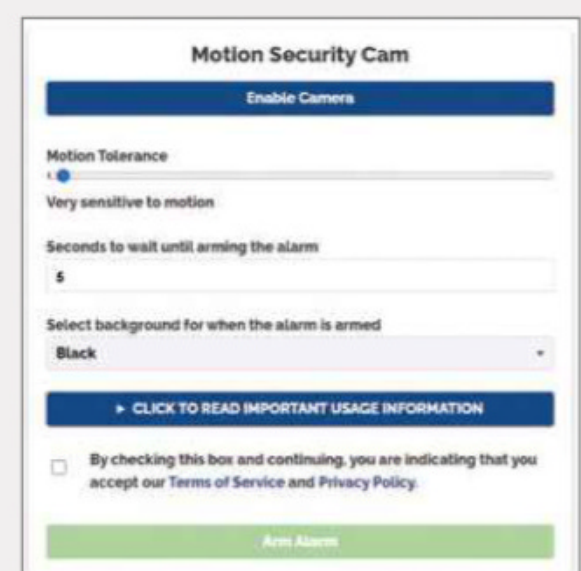 Motion Security Cam
Enable Camera
Motion Tolerance
Very sensitive to motion
Seconds to wait until arming the alarm
5
Select background for when the alarm is armed
Black
► CLICK TO READ IMPORTANT USAGE INFORMATION
By checking this box and continuing, you are indicating that you
accept our Terms of Service and Privacy Policy.
Arm Alarm